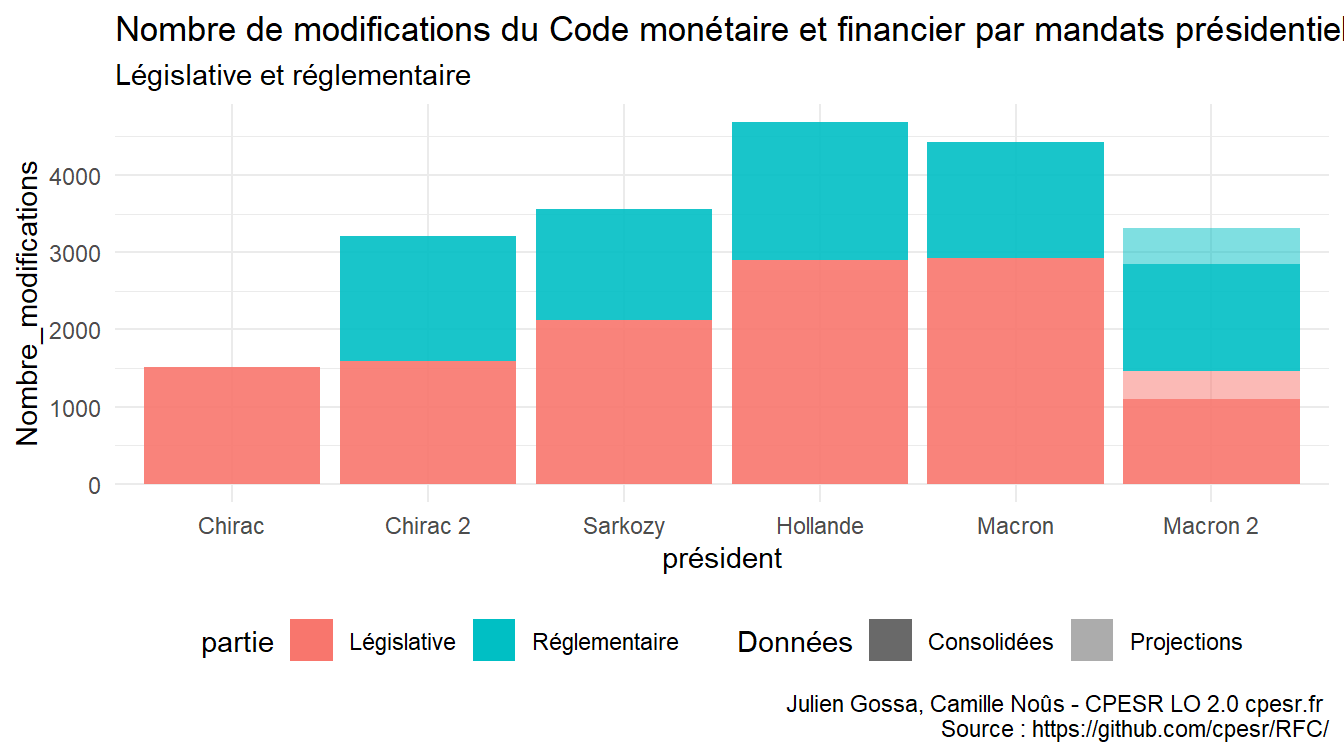 Nombre de modifications du Code monétaire et financier par mandats présidentiel
Législative et réglementaire
Nombre_modifications
4000
3000
2000
1000
0
Chirac Chirac 2 Sarkozy Hollande Macron Macron 2
président
partie Législative Réglementaire Données Consolidées Projections
Julien Gossa, Camille Noûs - CPESR LO 2.0 cpesr.fr
Source : https://github.com/cpesr/RFC/